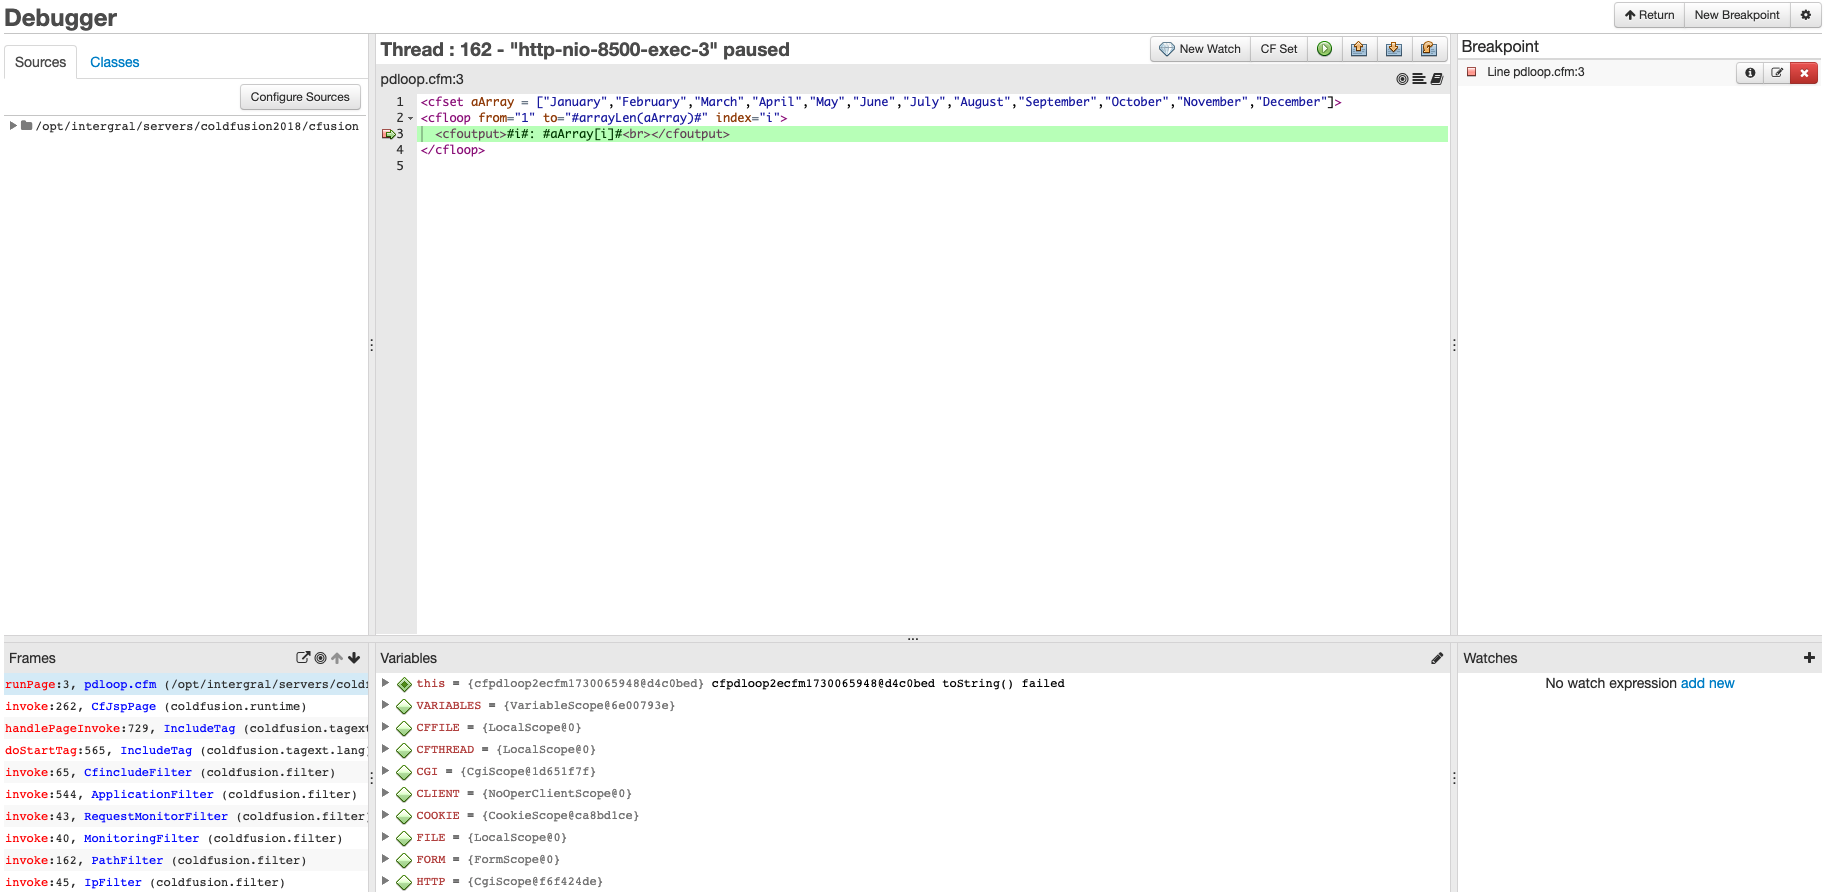 Debugger
Return New Breakpoint
Sources Classes
Configure Sources
/opt/intergral/servers/coldfusion2018/cfusion
Thread : 162 - "http-nio-8500-exec-3" paused
New Watch CF Set
pdloop.cfm:3
1 <cfset aArray = ["January","February","March","April","May","June","July","August","September","October","November","December"]>
2 <cfloop from="1" to="#arrayLen(aArray)#" index="i">
3 <cfoutput>#i#: #aArray[i]#<br></cfoutput>
4 </cfloop>
5
Breakpoint
Line pdloop.cfm:3
Frames
runPage:3, pdloop.cfm (/opt/intergral/servers/cold
invoke:262, CfJspPage (coldfusion.runtime)
handlePageInvoke:729, IncludeTag (coldfusion.tagext
doStartTag:565, IncludeTag (coldfusion.tagext.lang
invoke:65, CfincludeFilter (coldfusion.filter)
invoke:544, ApplicationFilter (coldfusion.filter)
invoke:43, RequestMonitorFilter (coldfusion.filter)
invoke:40, MonitoringFilter (coldfusion.filter)
invoke:162, PathFilter (coldfusion.filter)
invoke:45, IpFilter (coldfusion.filter)
Variables
this = {cfpdloop2ecfm1730065948@d4c0bed} cfpdloop2ecfm1730065948@d4c0bed toString() failed
VARIABLES = {VariableScope@6e00793e}
CFFILE = {LocalScope@0}
CFTHREAD = {LocalScope@0}
CGI = {CgiScope@1d651f7f}
CLIENT = {NoOperClientScope@0}
COOKIE = {CookieScope@ca8bd1ce}
FILE = {LocalScope@0}
FORM = {FormScope@0}
HTTP = {CgiScope@f6f424de}
Watches
No watch expression add new